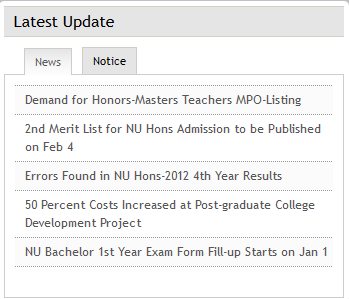 Latest Update
News
Notice
Demand for Honors-Masters Teachers MPO-Listing
2nd Merit List for NU Hons Admission to be Published
on Feb 4
Errors Found in NU Hons-2012 4th Year Results
50 Percent Costs Increased at Post-graduate College
Development Project
NU Bachelor 1st Year Exam Form Fill-up Starts on Jan 1